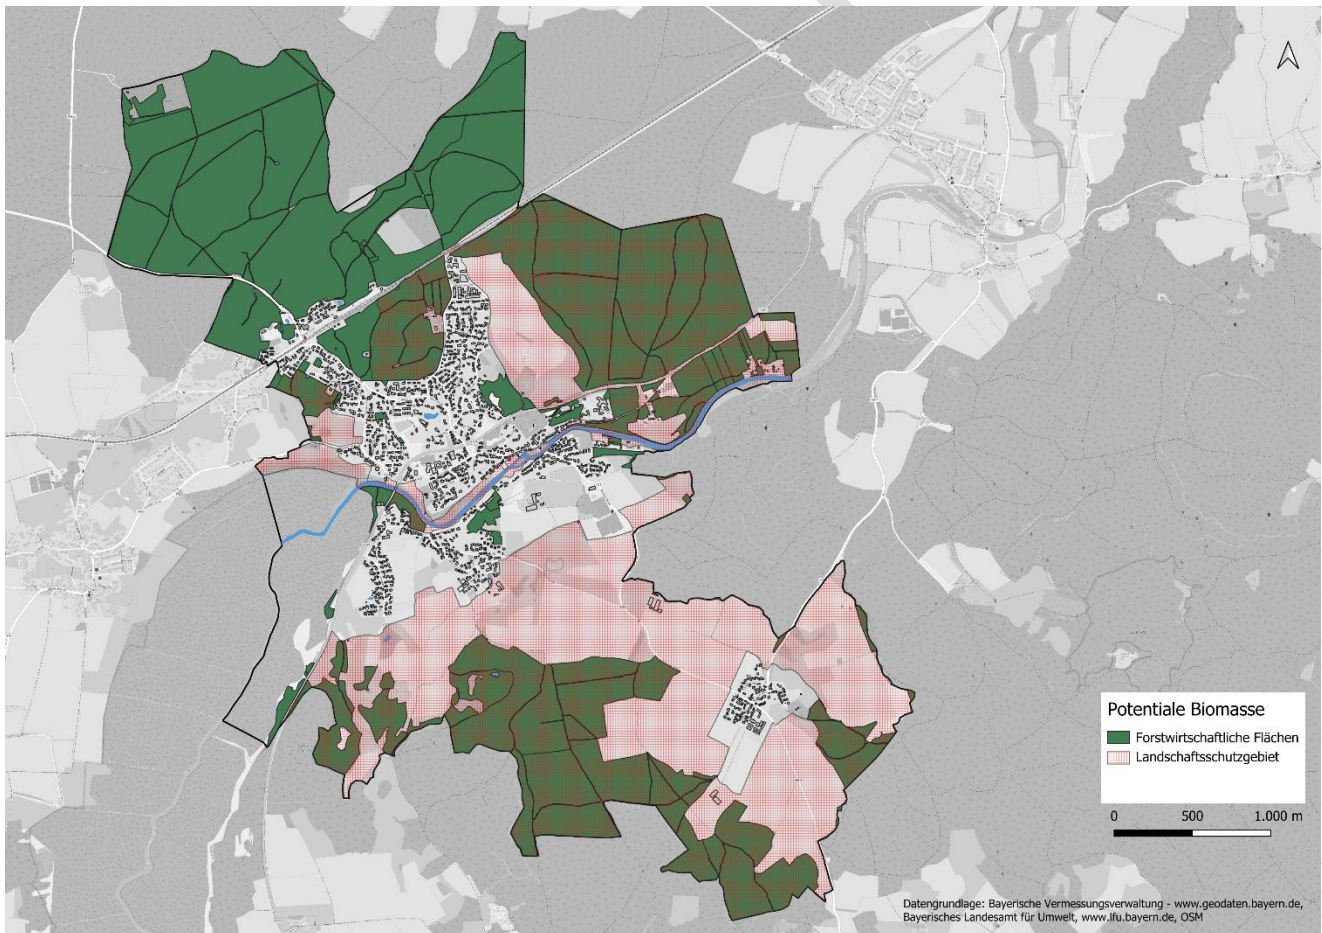 Potentiale Biomasse
Forstwirtschaftliche Flächen
Landschaftsschutzgebiet
0 500 1.000 m
Datengrundlage: Bayerische Vermessungsverwaltung - www.geodaten.bayern.de,
Bayerisches Landesamt für Umwelt, www.lfu.bayern.de, OSM